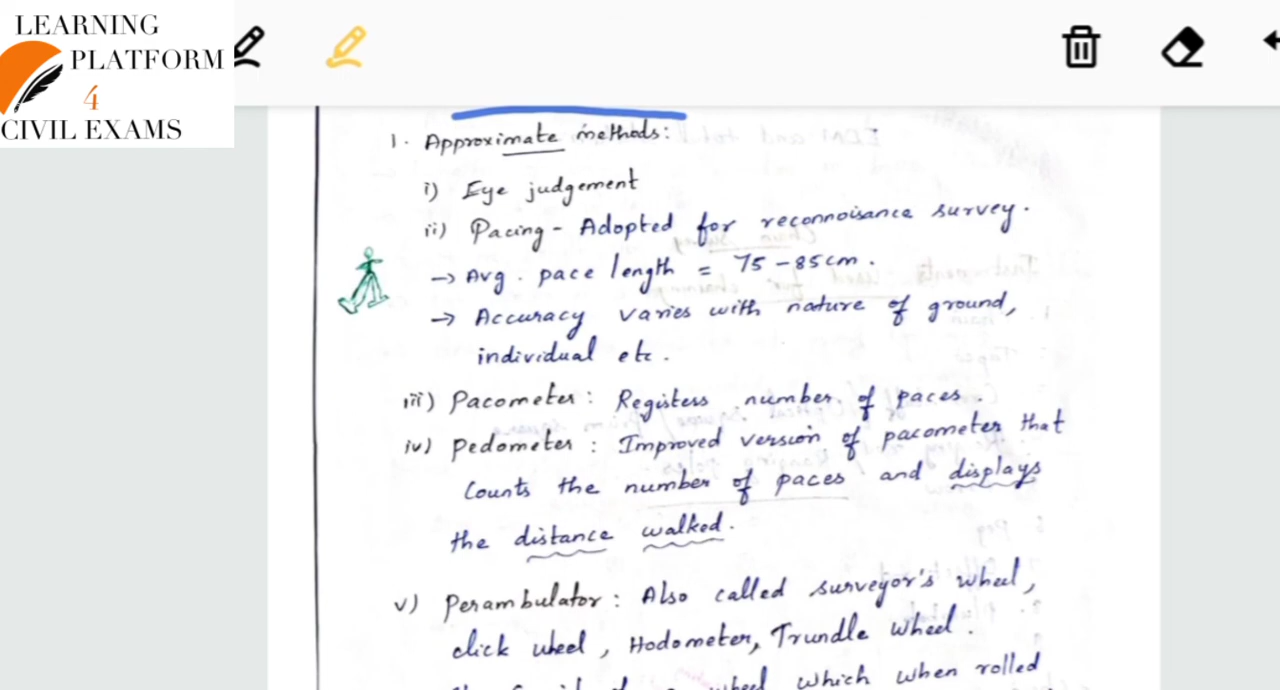 LEARNING
PLATFORM
4
CIVIL EXAMS
1. Approximate methods:
i) Eye judgement
ii) Pacing - Adopted for reconnoisance survey.
→ Avg. pace length = 75-85cm.
→ Accuracy varies with nature of ground,
individual etc.
iii) Pacometer: Registers number of paces.
iv) Pedometer: Improved version of pacometer that
Counts the number of paces and displays
the distance walked.
v) Perambulator: Also called surveyor's wheel,
click wheel, Hodometer, Trundle wheel.
wheel which when rolled